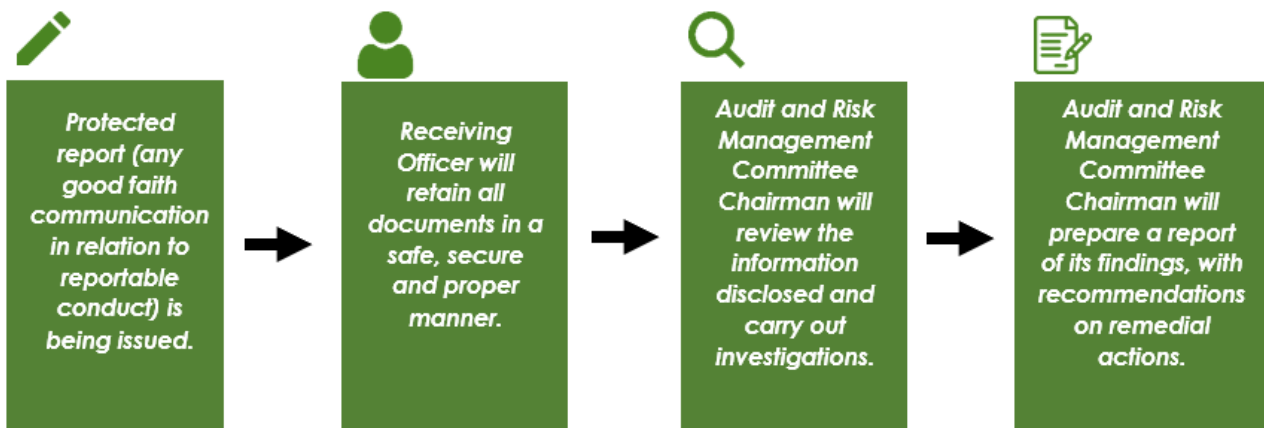 Protected
report (any
good faith
communication
in relation to
reportable
conduct) is
being issued.
Receiving
Officer will
retain all
documents in a
safe, secure
and proper
manner.
Audit and Risk
Management
Committee
Chairman will
review the
information
disclosed and
carry out
investigations.
Audit and Risk
Management
Committee
Chairman will
prepare a report
of its findings, with
recommendations
on remedial
actions.